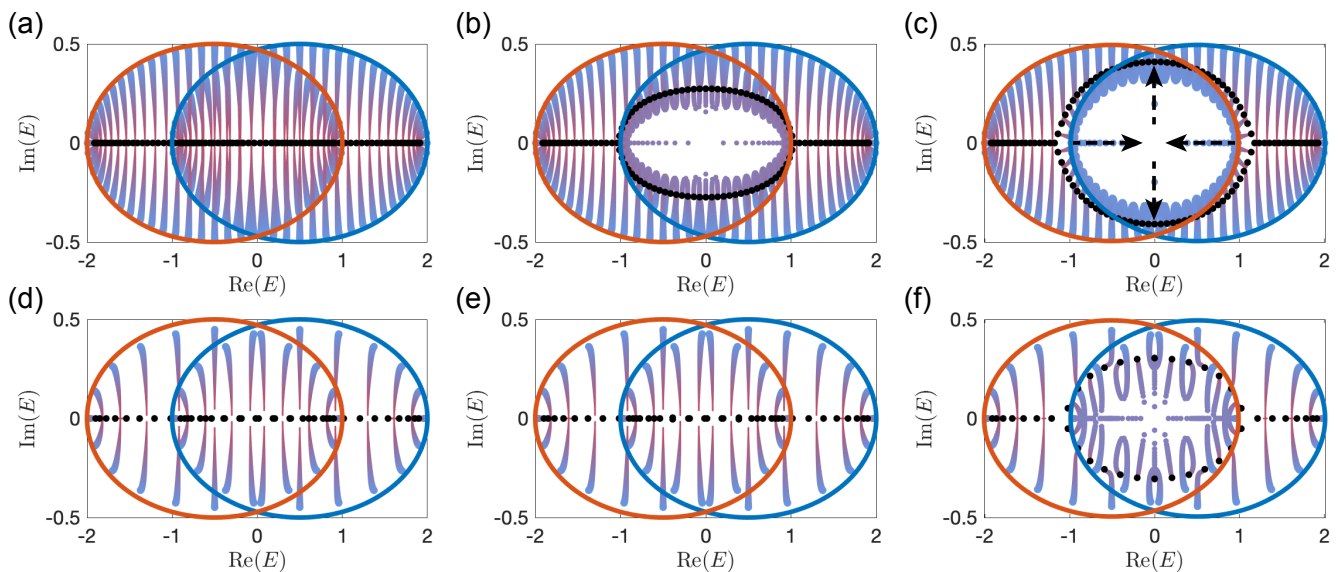 (a) (b) (c)
0.5 0.5 0.5
Im(E) Im(E) Im(E)
0 0 0
-0.5 -0.5 -0.5
-2 -1 0 1 2 -2 -1 0 1 2 -2 -1 0 1 2
Re(E) Re(E) Re(E)
(d) (e) (f)
0.5 0.5 0.5
Im(E) Im(E) Im(E)
0 0 0
-0.5 -0.5 -0.5
-2 -1 0 1 2 -2 -1 0 1 2 -2 -1 0 1 2
Re(E) Re(E) Re(E)